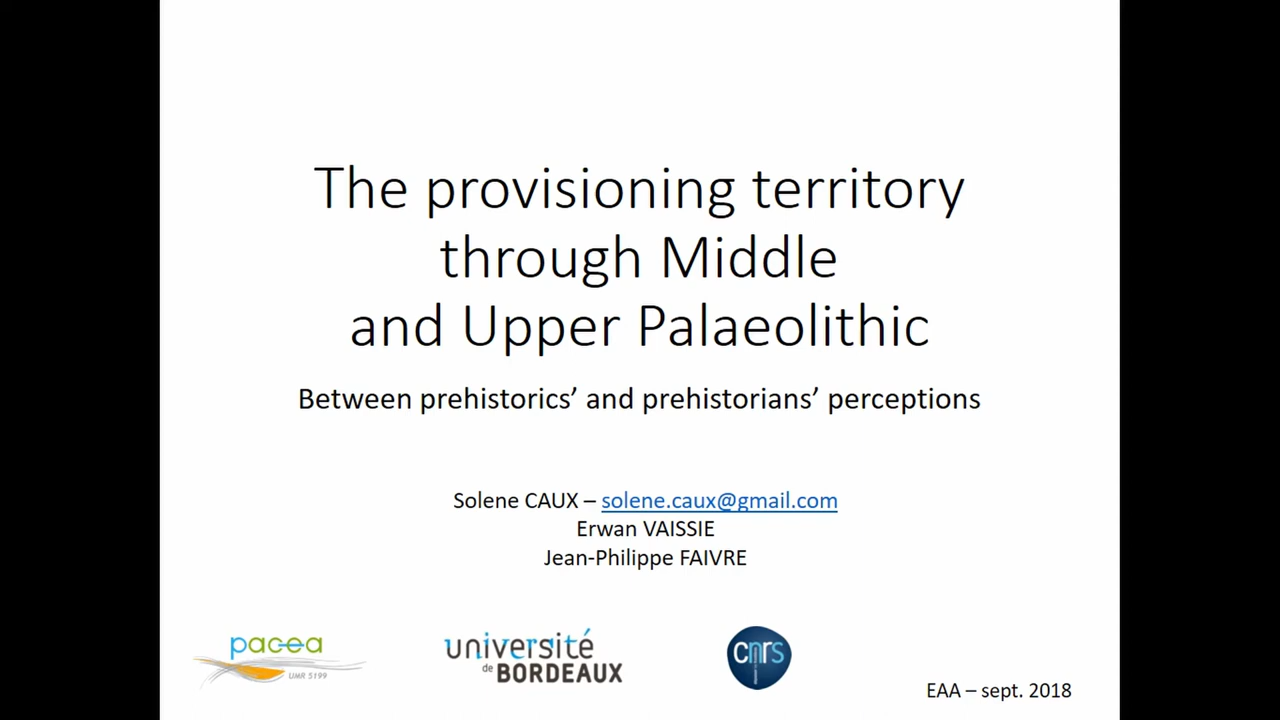 The provisioning territory
through Middle
and Upper Palaeolithic
Between prehistorics’ and prehistorians’ perceptions
Solene CAUX – solene.caux@gmail.com
Erwan VAISSIE
Jean-Philippe FAIVRE
pacea
UMR 5199
université
de BORDEAUX
cnrs
EAA – sept. 2018